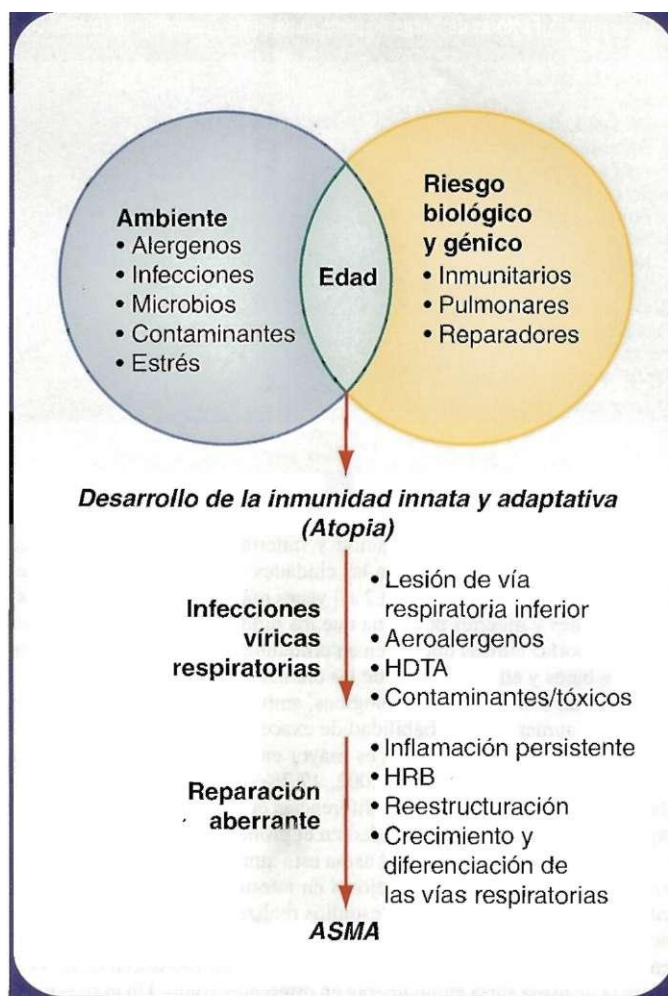 Ambiente
• Alergenos
• Infecciones
• Microbios
• Contaminantes
• Estrés
Edad
Riesgo
biológico
y génico
• Inmunitarios
• Pulmonares
• Reparadores
Desarrollo de la inmunidad innata y adaptativa
(Atopia)
Infecciones
víricas
respiratorias
• Lesión de vía
respiratoria inferior
• Aeroalergenos
• HDTA
• Contaminantes/tóxicos
Reparación
aberrante
• Inflamación persistente
• HRB
• Reestructuración
• Crecimiento y
diferenciación de
las vías respiratorias
ASMA